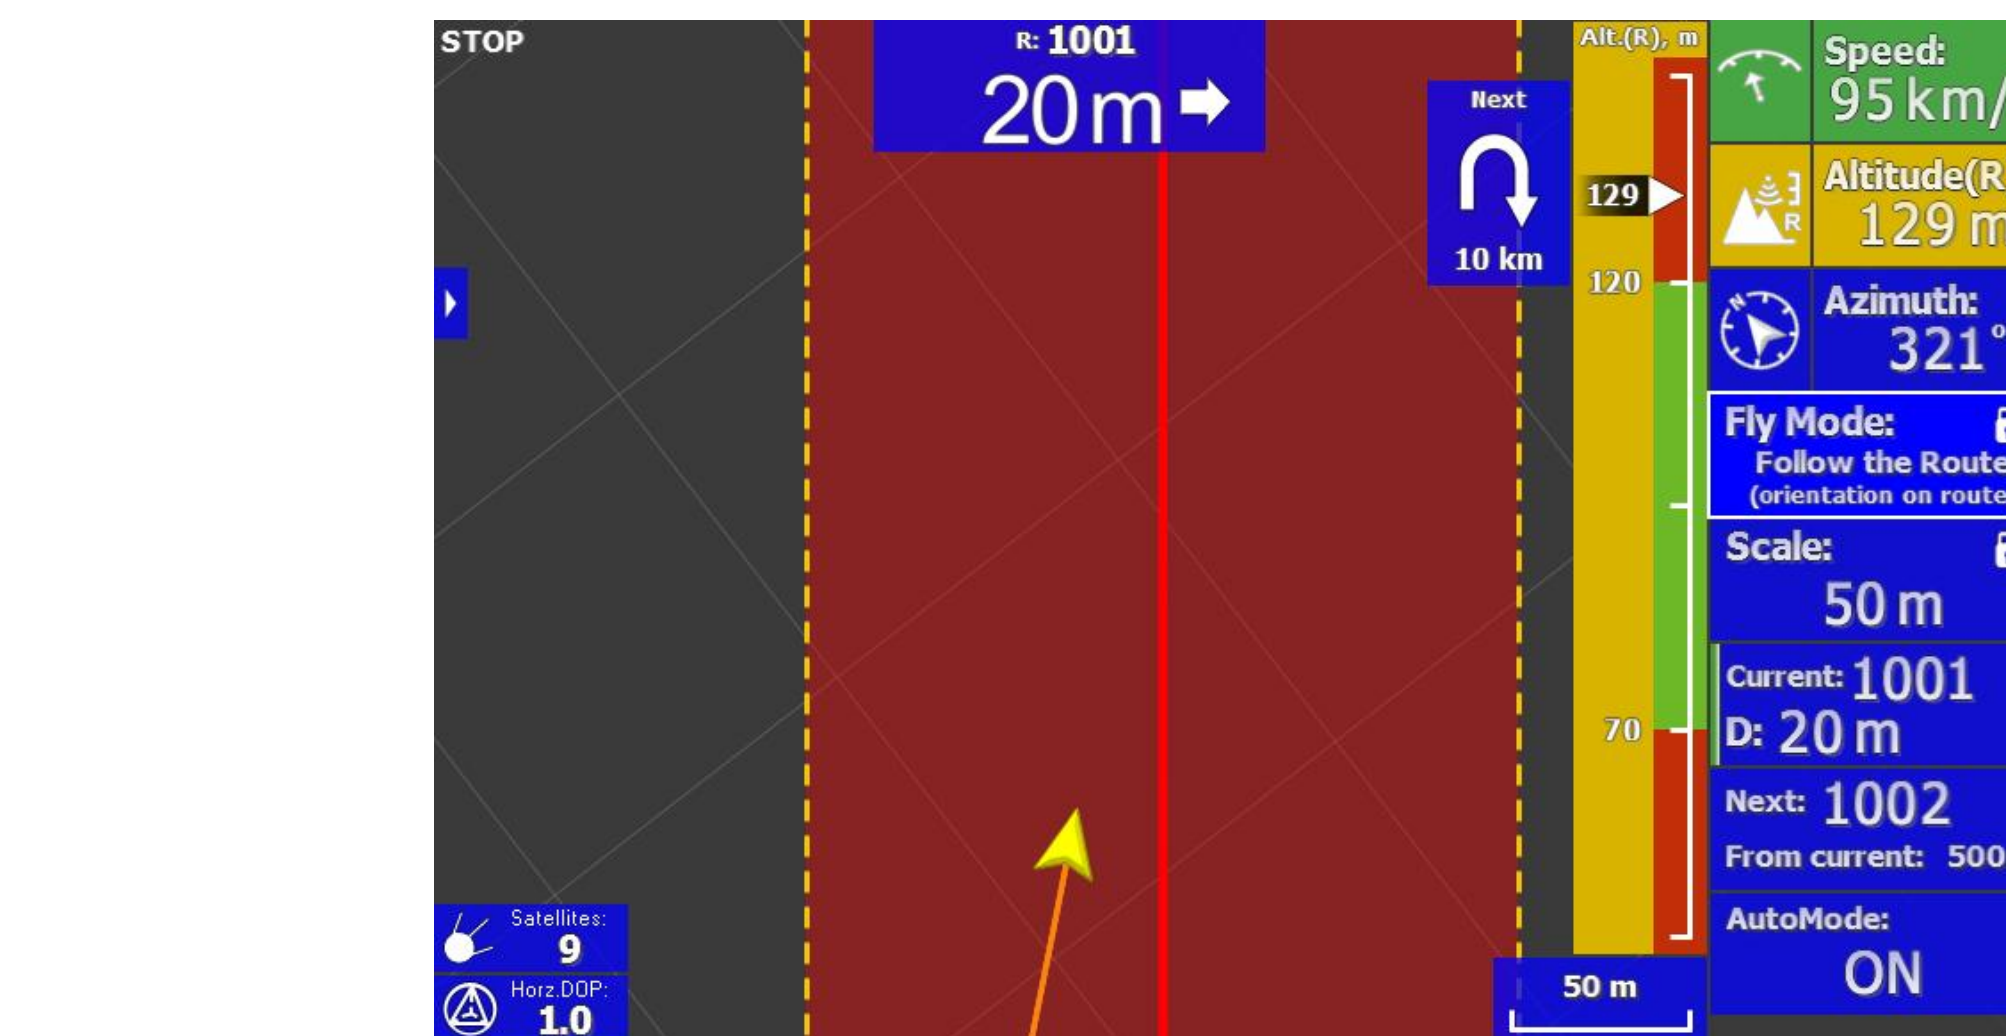 STOP
R: 1001
20 m
Next
10 km
Alt.(R), m
129
120
70
Speed:
95 km/
Altitude(R
129 m
N
R
Azimuth:
321°
Fly Mode:
Follow the Route
(orientation on route
Scale:
50 m
Current: 1001
D: 20 m
Next: 1002
From current: 500
AutoMode:
ON
Satellites:
9
Horz.DOP:
1.0
50 m